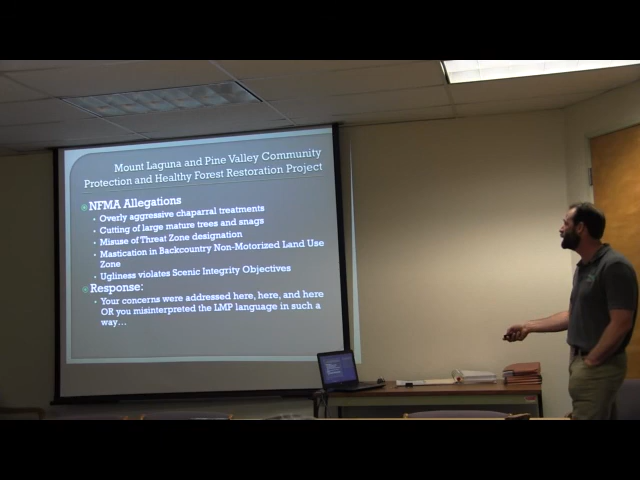 Mount Laguna and Pine Valley Community
Protection and Healthy Forest Restoration Project
NFMA Allegations
• Overly aggressive chaparral treatments
• Cutting of large mature trees and snags
• Misuse of Threat Zone designation
• Mastication in Backcountry Non-Motorized Land Use
Zone
• Ugliness violates Scenic Integrity Objectives
Response:
• Your concerns were addressed here, here, and here
OR you misinterpreted the LMP language in such a
way…